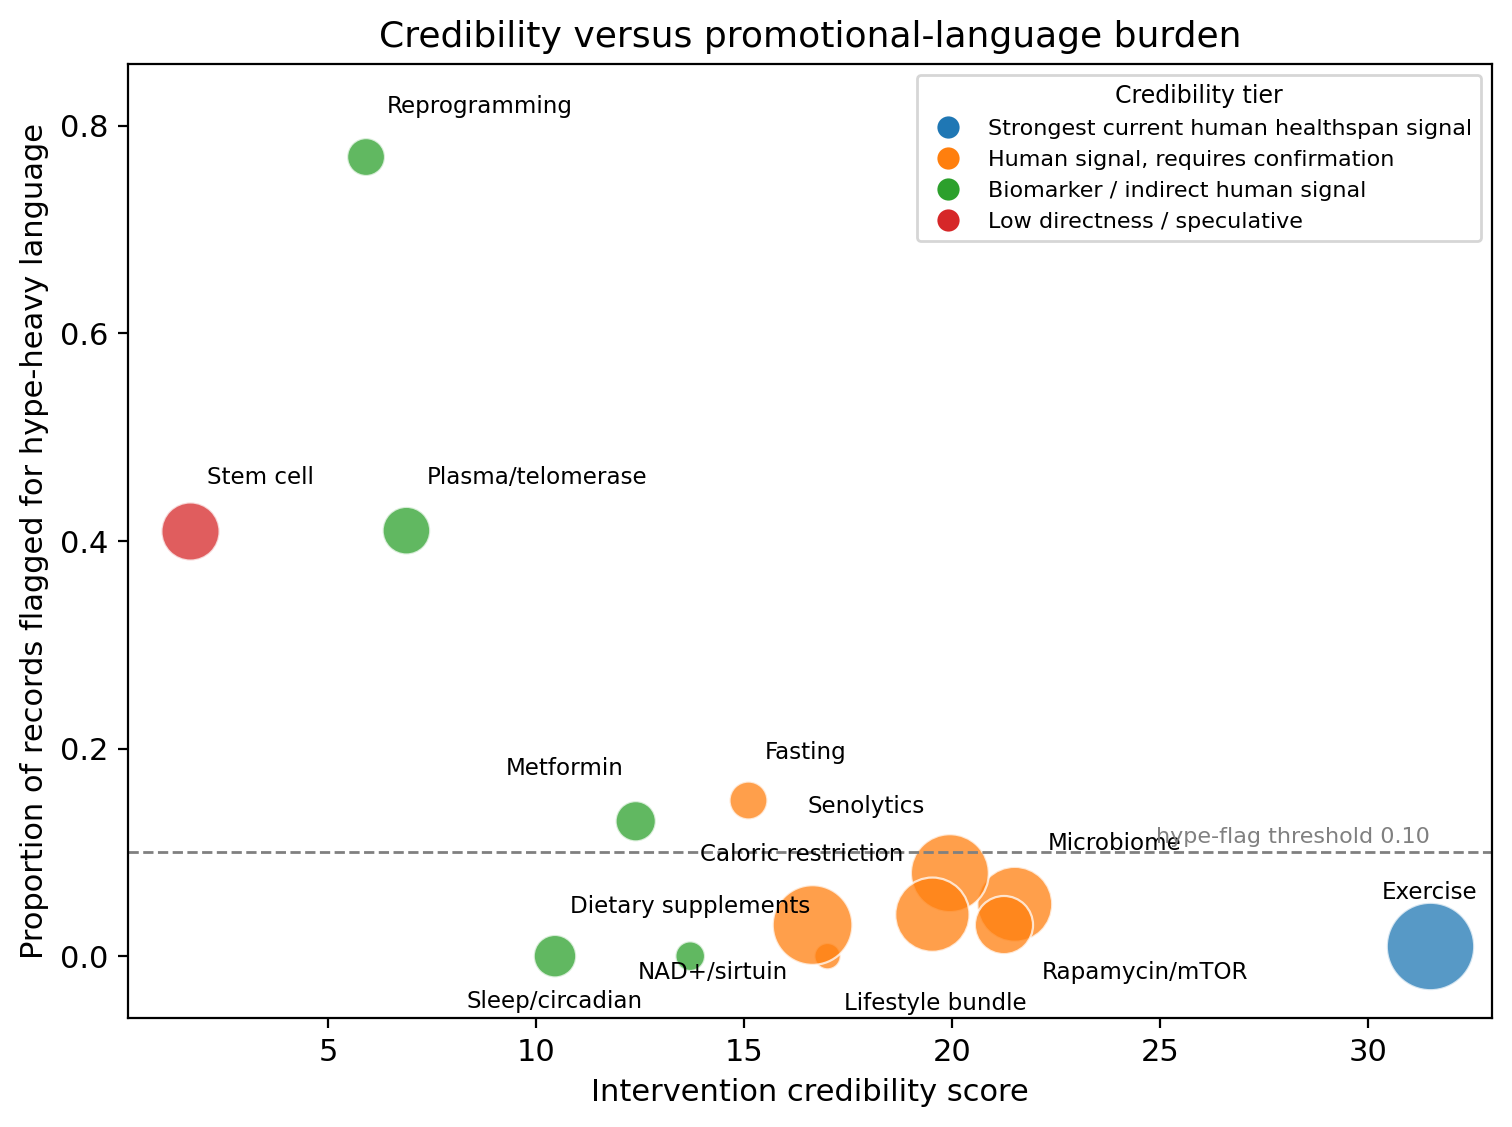 Credibility versus promotional-language burden
Proportion of records flagged for hype-heavy language
0.8
0.6
0.4
0.2
0.0
Credibility tier
Strongest current human healthspan signal
Human signal, requires confirmation
Biomarker / indirect human signal
Low directness / speculative
Reprogramming
Stem cell
Plasma/telomerase
Fasting
Metformin
Senolytics
Microbiome
hype-flag threshold 0.10
Caloric restriction
Exercise
Dietary supplements
NAD+/sirtuin
Rapamycin/mTOR
Sleep/circadian
Lifestyle bundle
5
10
15
20
25
30
Intervention credibility score